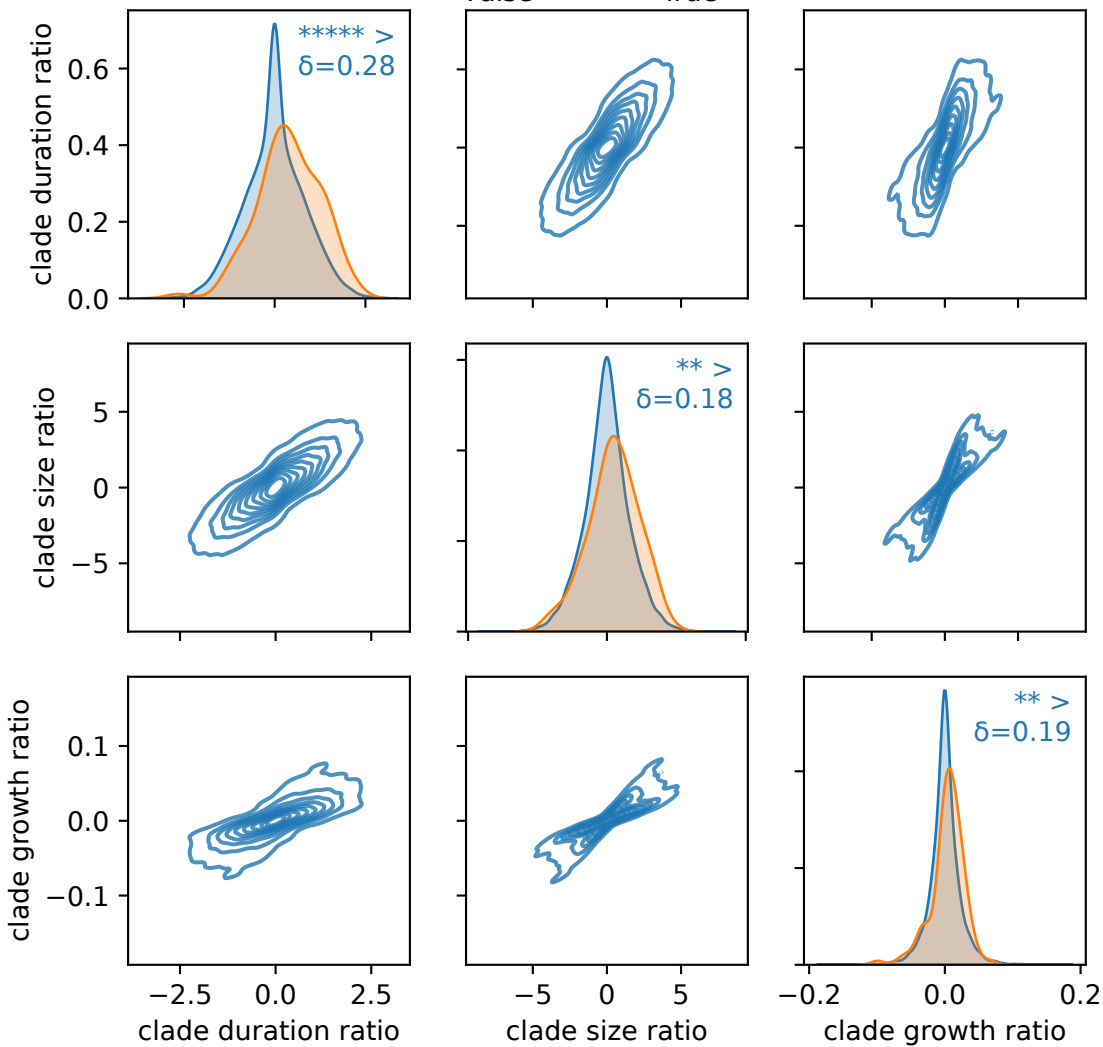 clade duration ratio
0.6
0.4
0.2
0.0
***** >
δ=0.28
clade size ratio
5
0
−5
** >
δ=0.18
clade growth ratio
0.1
0.0
−0.1
** >
δ=0.19
−2.5 0.0 2.5
−5 0 5
−0.2 0.0 0.2
clade duration ratio
clade size ratio
clade growth ratio